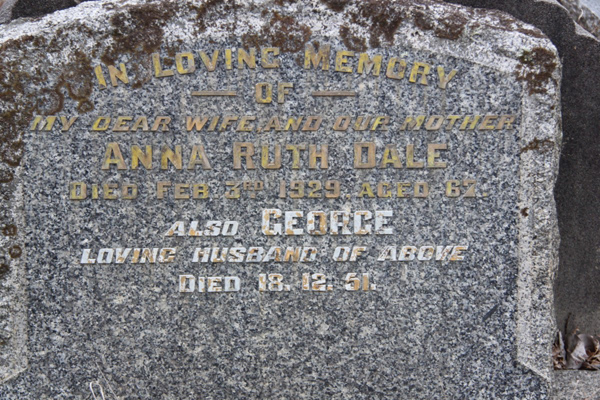 IN LOVING MEMORY
OF
MY DEAR WIFE, AND OUR MOTHER
ANNA RUTH DALE
DIED FEB. 3RD 1929. AGED 67.
ALSO GEORGE
LOVING HUSBAND OF ABOVE
DIED 18. 12. 51.